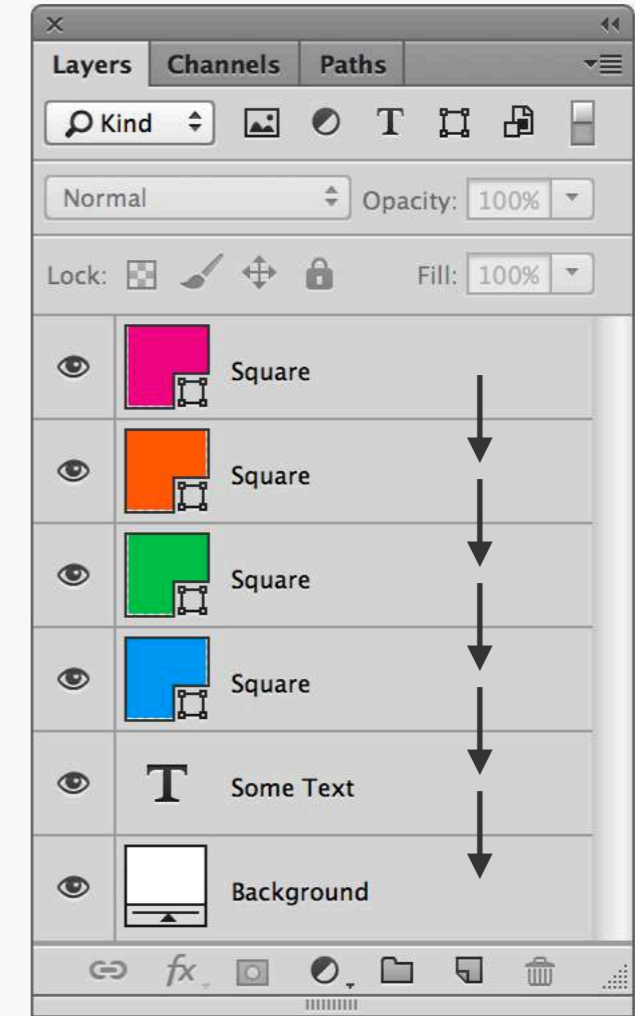 Layers Channels Paths
Kind T
Normal Opacity: 100%
Lock: Fill: 100%
Square
Square
Square
Square
T Some Text
Background
fx